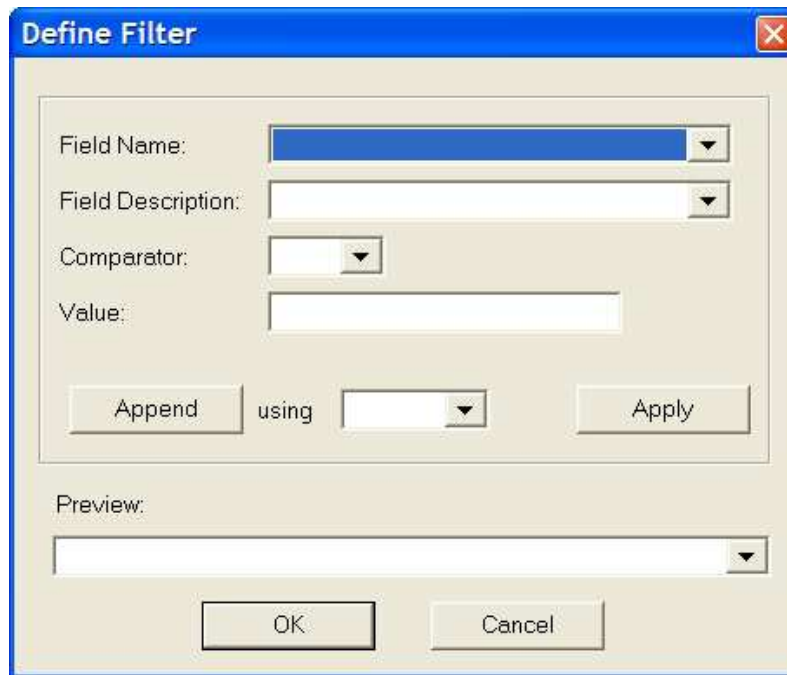 Define Filter
Field Name:
Field Description:
Comparator:
Value:
Append using Apply
Preview:
OK Cancel